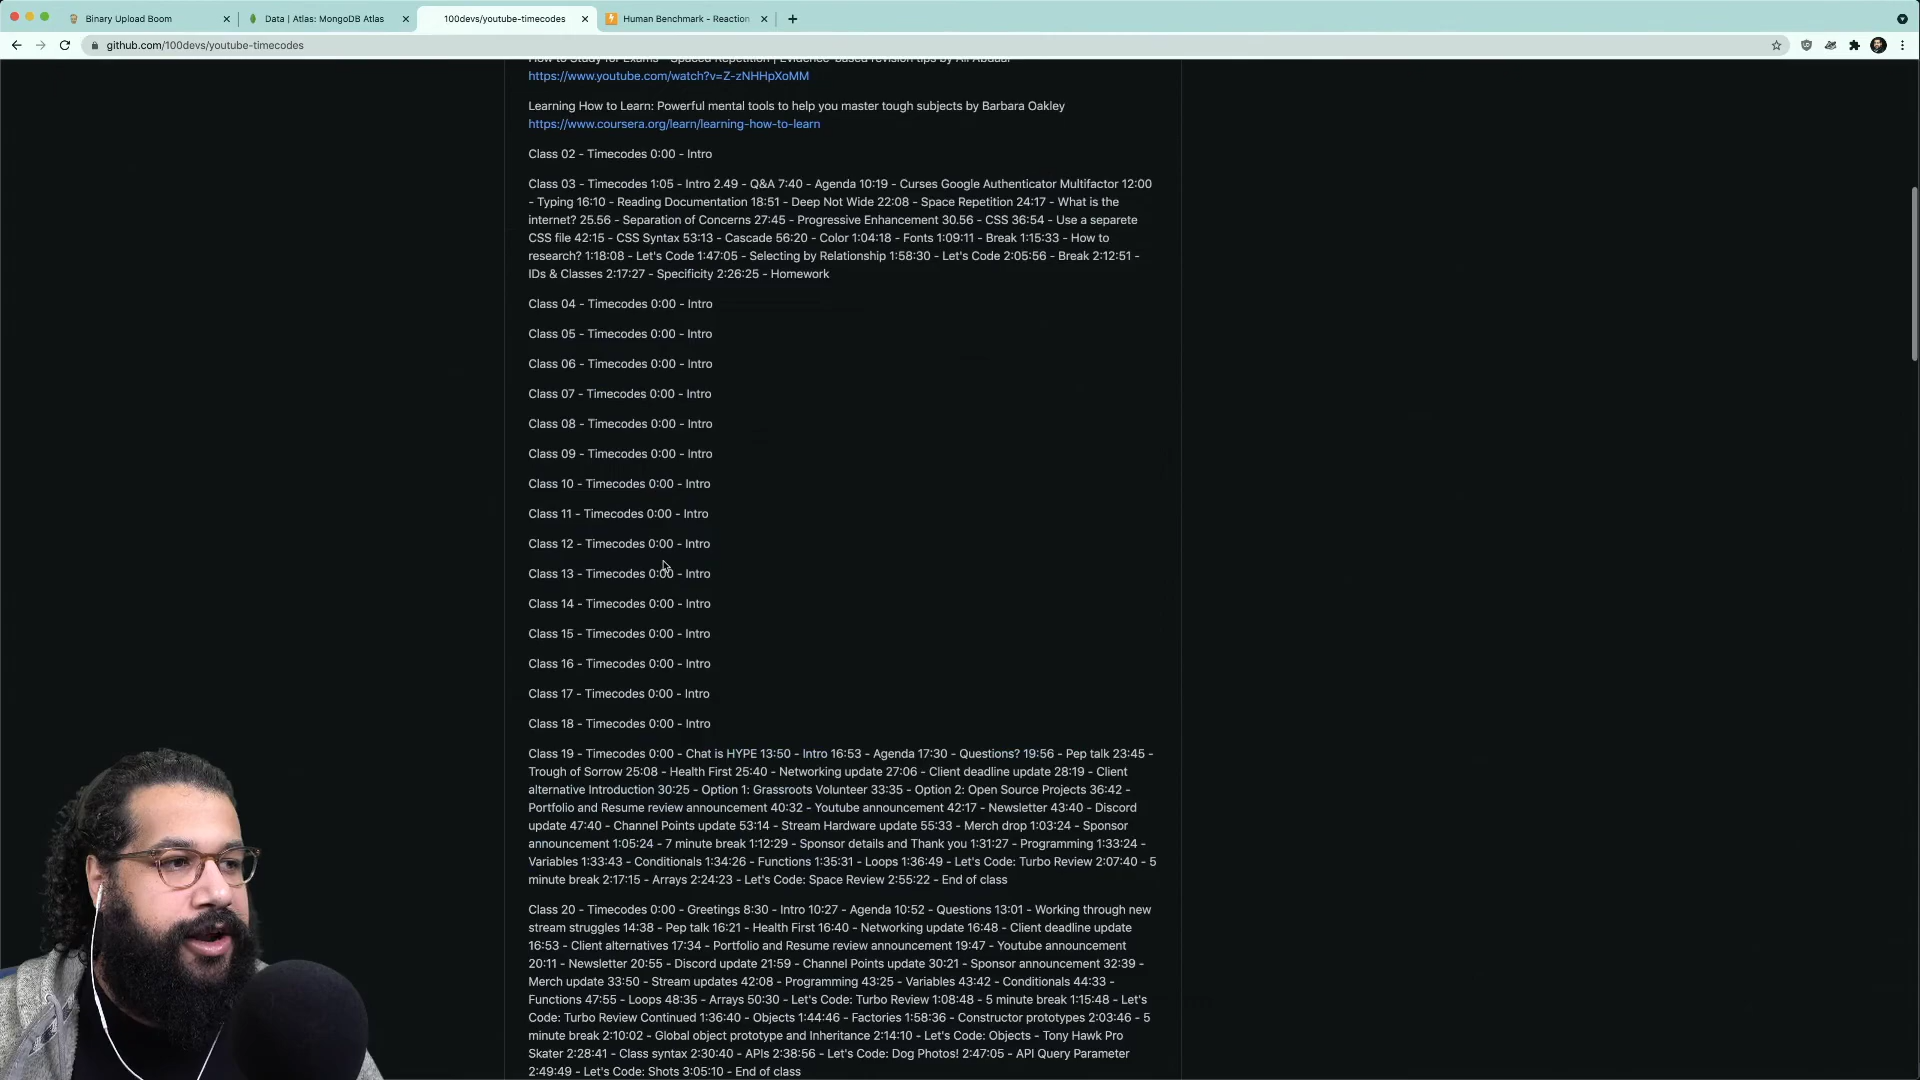 Binary Upload Boom
Data | Atlas: MongoDB Atlas
100devs/youtube-timecodes
Human Benchmark - Reaction
github.com/100devs/youtube-timecodes
How to Study for Exams - Spaced Repetition | Evidence-based revision tips by Ali Abdaal
https://www.youtube.com/watch?v=Z-zNHHpXoMM
Learning How to Learn: Powerful mental tools to help you master tough subjects by Barbara Oakley
https://www.coursera.org/learn/learning-how-to-learn
Class 02 - Timecodes 0:00 - Intro
Class 03 - Timecodes 1:05 - Intro 2.49 - Q&A 7:40 - Agenda 10:19 - Curses Google Authenticator Multifactor 12:00
- Typing 16:10 - Reading Documentation 18:51 - Deep Not Wide 22:08 - Space Repetition 24:17 - What is the
internet? 25.56 - Separation of Concerns 27:45 - Progressive Enhancement 30.56 - CSS 36:54 - Use a separete
CSS file 42:15 - CSS Syntax 53:13 - Cascade 56:20 - Color 1:04:18 - Fonts 1:09:11 - Break 1:15:33 - How to
research? 1:18:08 - Let's Code 1:47:05 - Selecting by Relationship 1:58:30 - Let's Code 2:05:56 - Break 2:12:51 -
IDs & Classes 2:17:27 - Specificity 2:26:25 - Homework
Class 04 - Timecodes 0:00 - Intro
Class 05 - Timecodes 0:00 - Intro
Class 06 - Timecodes 0:00 - Intro
Class 07 - Timecodes 0:00 - Intro
Class 08 - Timecodes 0:00 - Intro
Class 09 - Timecodes 0:00 - Intro
Class 10 - Timecodes 0:00 - Intro
Class 11 - Timecodes 0:00 - Intro
Class 12 - Timecodes 0:00 - Intro
Class 13 - Timecodes 0:00 - Intro
Class 14 - Timecodes 0:00 - Intro
Class 15 - Timecodes 0:00 - Intro
Class 16 - Timecodes 0:00 - Intro
Class 17 - Timecodes 0:00 - Intro
Class 18 - Timecodes 0:00 - Intro
Class 19 - Timecodes 0:00 - Chat is HYPE 13:50 - Intro 16:53 - Agenda 17:30 - Questions? 19:56 - Pep talk 23:45 -
Trough of Sorrow 25:08 - Health First 25:40 - Networking update 27:06 - Client deadline update 28:19 - Client
alternative Introduction 30:25 - Option 1: Grassroots Volunteer 33:35 - Option 2: Open Source Projects 36:42 -
Portfolio and Resume review announcement 40:32 - Youtube announcement 42:17 - Newsletter 43:40 - Discord
update 47:40 - Channel Points update 53:14 - Stream Hardware update 55:33 - Merch drop 1:03:24 - Sponsor
announcement 1:05:24 - 7 minute break 1:12:29 - Sponsor details and Thank you 1:31:27 - Programming 1:33:24 -
Variables 1:33:43 - Conditionals 1:34:26 - Functions 1:35:31 - Loops 1:36:49 - Let's Code: Turbo Review 2:07:40 - 5
minute break 2:17:15 - Arrays 2:24:23 - Let's Code: Space Review 2:55:22 - End of class
Class 20 - Timecodes 0:00 - Greetings 8:30 - Intro 10:27 - Agenda 10:52 - Questions 13:01 - Working through new
stream struggles 14:38 - Pep talk 16:21 - Health First 16:40 - Networking update 16:48 - Client deadline update
16:53 - Client alternatives 17:34 - Portfolio and Resume review announcement 19:47 - Youtube announcement
20:11 - Newsletter 20:55 - Discord update 21:59 - Channel Points update 30:21 - Sponsor announcement 32:39 -
Merch update 33:50 - Stream updates 42:08 - Programming 43:25 - Variables 43:42 - Conditionals 44:33 -
Functions 47:55 - Loops 48:35 - Arrays 50:30 - Let's Code: Turbo Review 1:08:48 - 5 minute break 1:15:48 - Let's
Code: Turbo Review Continued 1:36:40 - Objects 1:44:46 - Factories 1:58:36 - Constructor prototypes 2:03:46 - 5
minute break 2:10:02 - Global object prototype and Inheritance 2:14:10 - Let's Code: Objects - Tony Hawk Pro
Skater 2:28:41 - Class syntax 2:30:40 - APIs 2:38:56 - Let's Code: Dog Photos! 2:47:05 - API Query Parameter
2:49:49 - Let's Code: Shots 3:05:10 - End of class